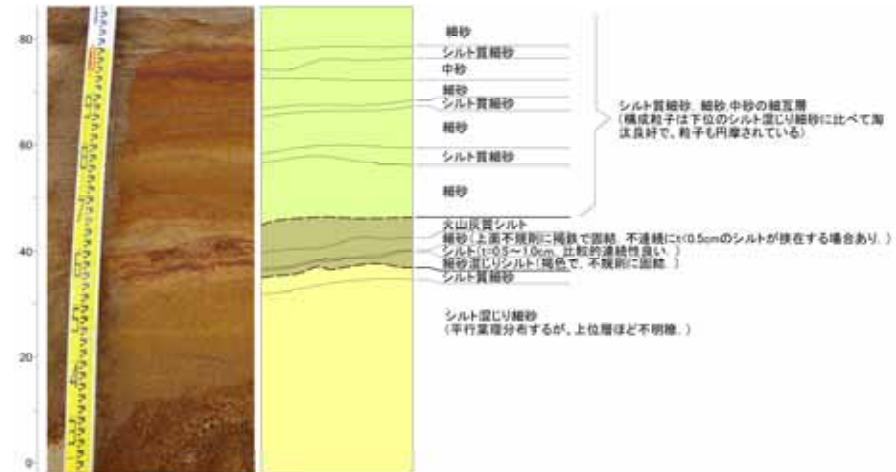 80
60
40
20
0
細砂
シルト質細砂
中砂
細砂
シルト質細砂
細砂
シルト質細砂
細砂
火山灰質シルト
細砂（上面不規則に褐鉄で固結．不連続にt<0.5cmのシルトが挟在する場合あり．）
シルト（t=0.5～1.0cm．比較的連続性良い．）
細砂混じりシルト（褐色で，不規則に固結．）
シルト質細砂
シルト混じり細砂
（平行葉理分布するが、上位層ほど不明瞭．）
シルト質細砂，細砂，中砂の細互層
（構成粒子は下位のシルト混じり細砂に比べて淘
汰良好で、粒子も円摩されている）